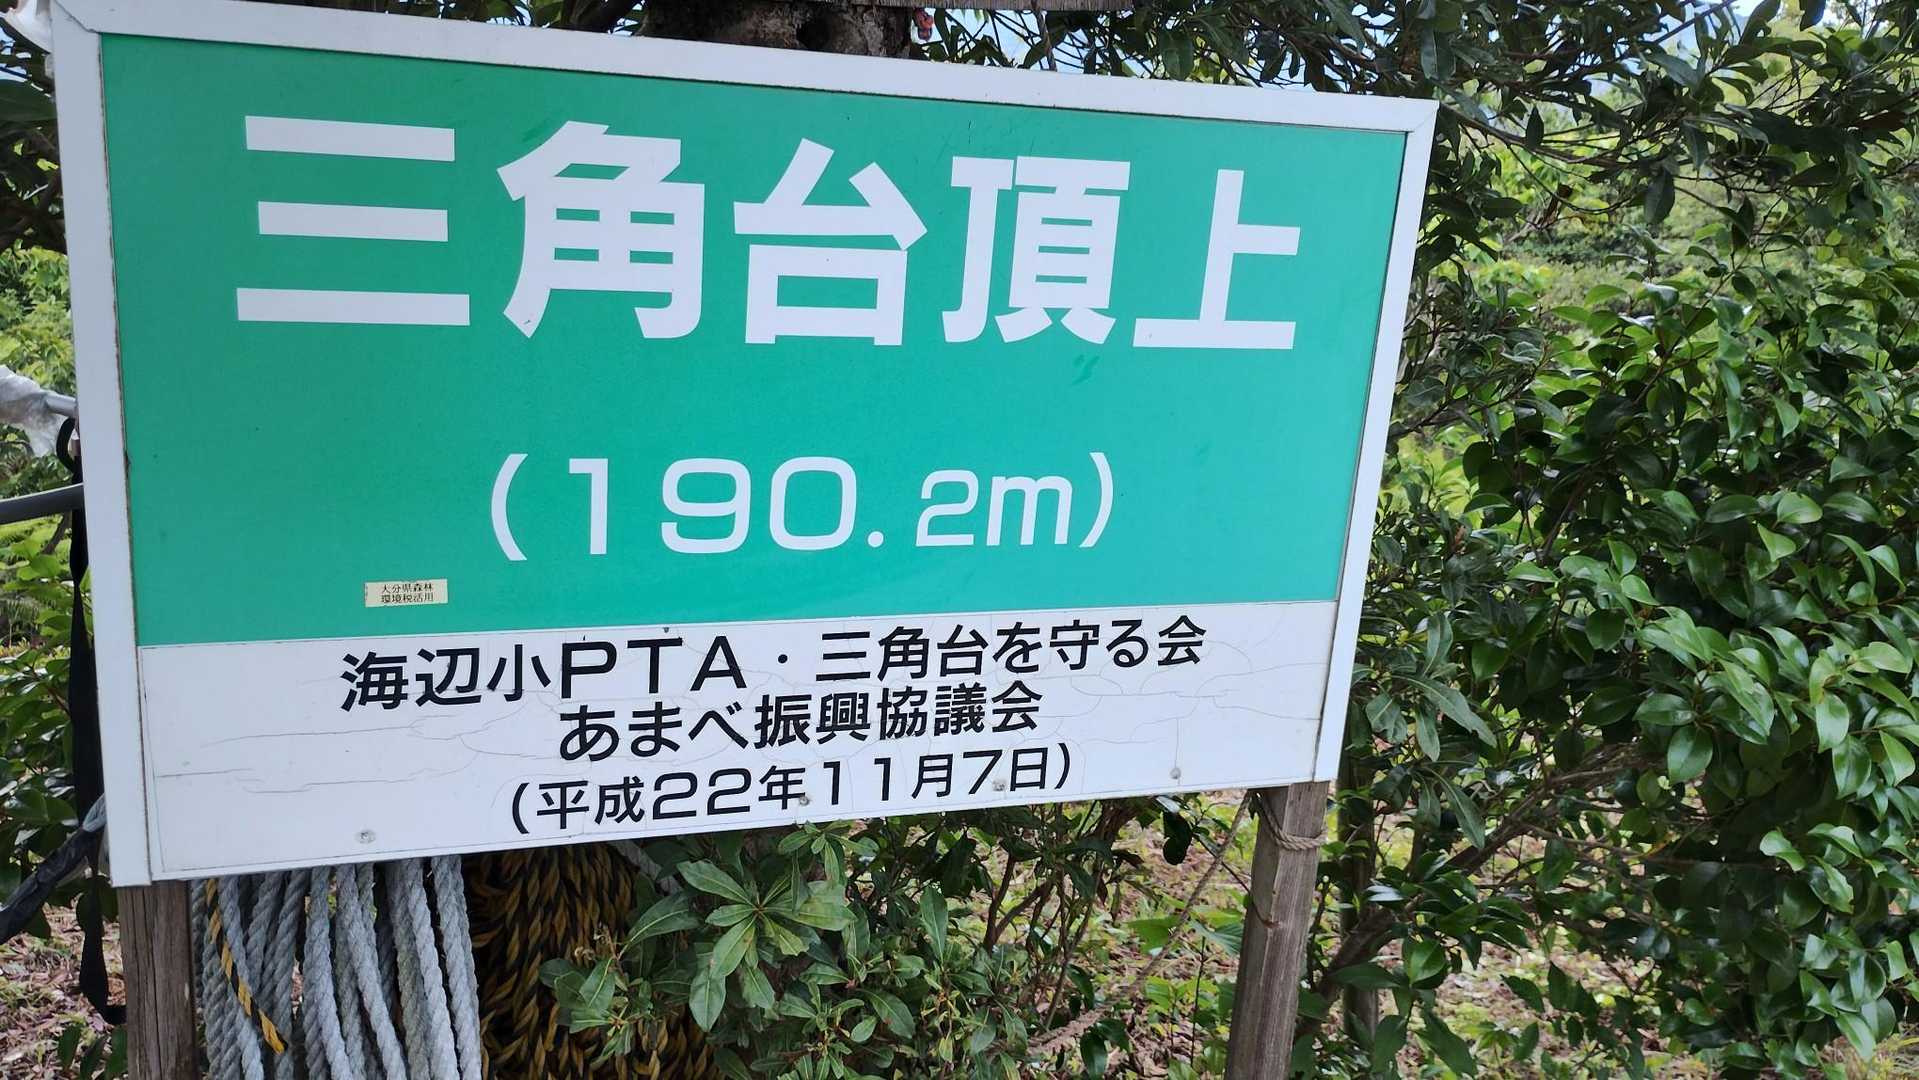 三角台頂上
(190.2m)
大分県森林
環境税活用
海辺小PTA・三角台を守る会
あまべ振興協議会
(平成22年11月7日)